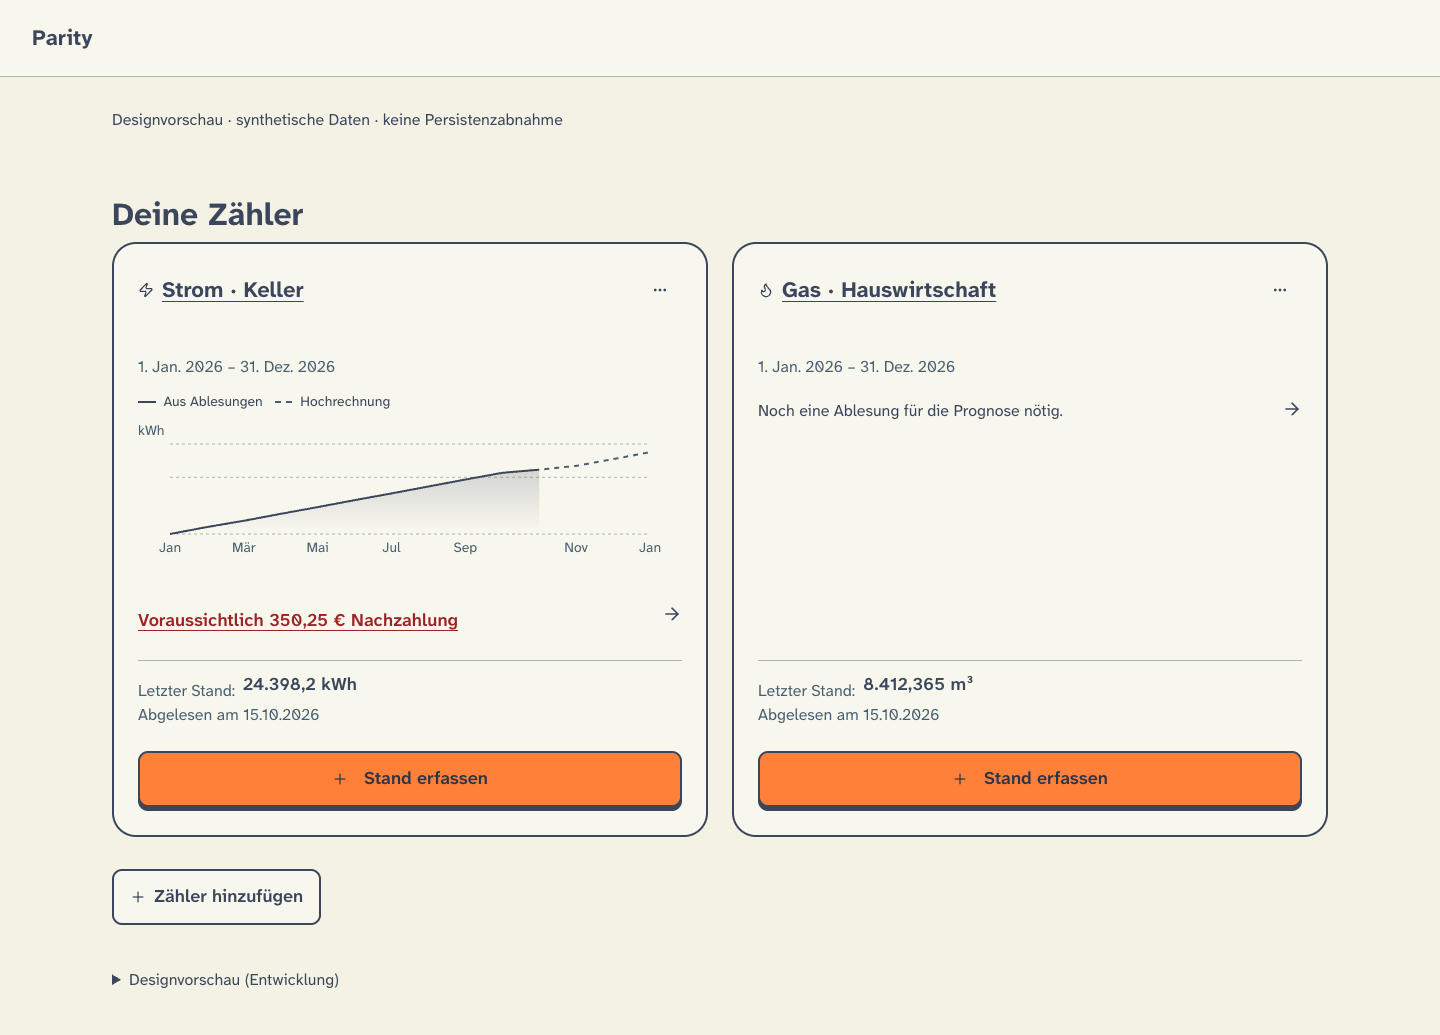 Parity
Designvorschau · synthetische Daten · keine Persistenzabnahme
Deine Zähler
Strom · Keller
1. Jan. 2026 – 31. Dez. 2026
Aus Ablesungen Hochrechnung
kWh
Jan Mär Mai Jul Sep Nov Jan
Voraussichtlich 350,25 € Nachzahlung
Letzter Stand: 24.398,2 kWh
Abgelesen am 15.10.2026
+ Stand erfassen
Gas · Hauswirtschaft
1. Jan. 2026 – 31. Dez. 2026
Noch eine Ablesung für die Prognose nötig.
Letzter Stand: 8.412,365 m³
Abgelesen am 15.10.2026
+ Stand erfassen
+ Zähler hinzufügen
Designvorschau (Entwicklung)